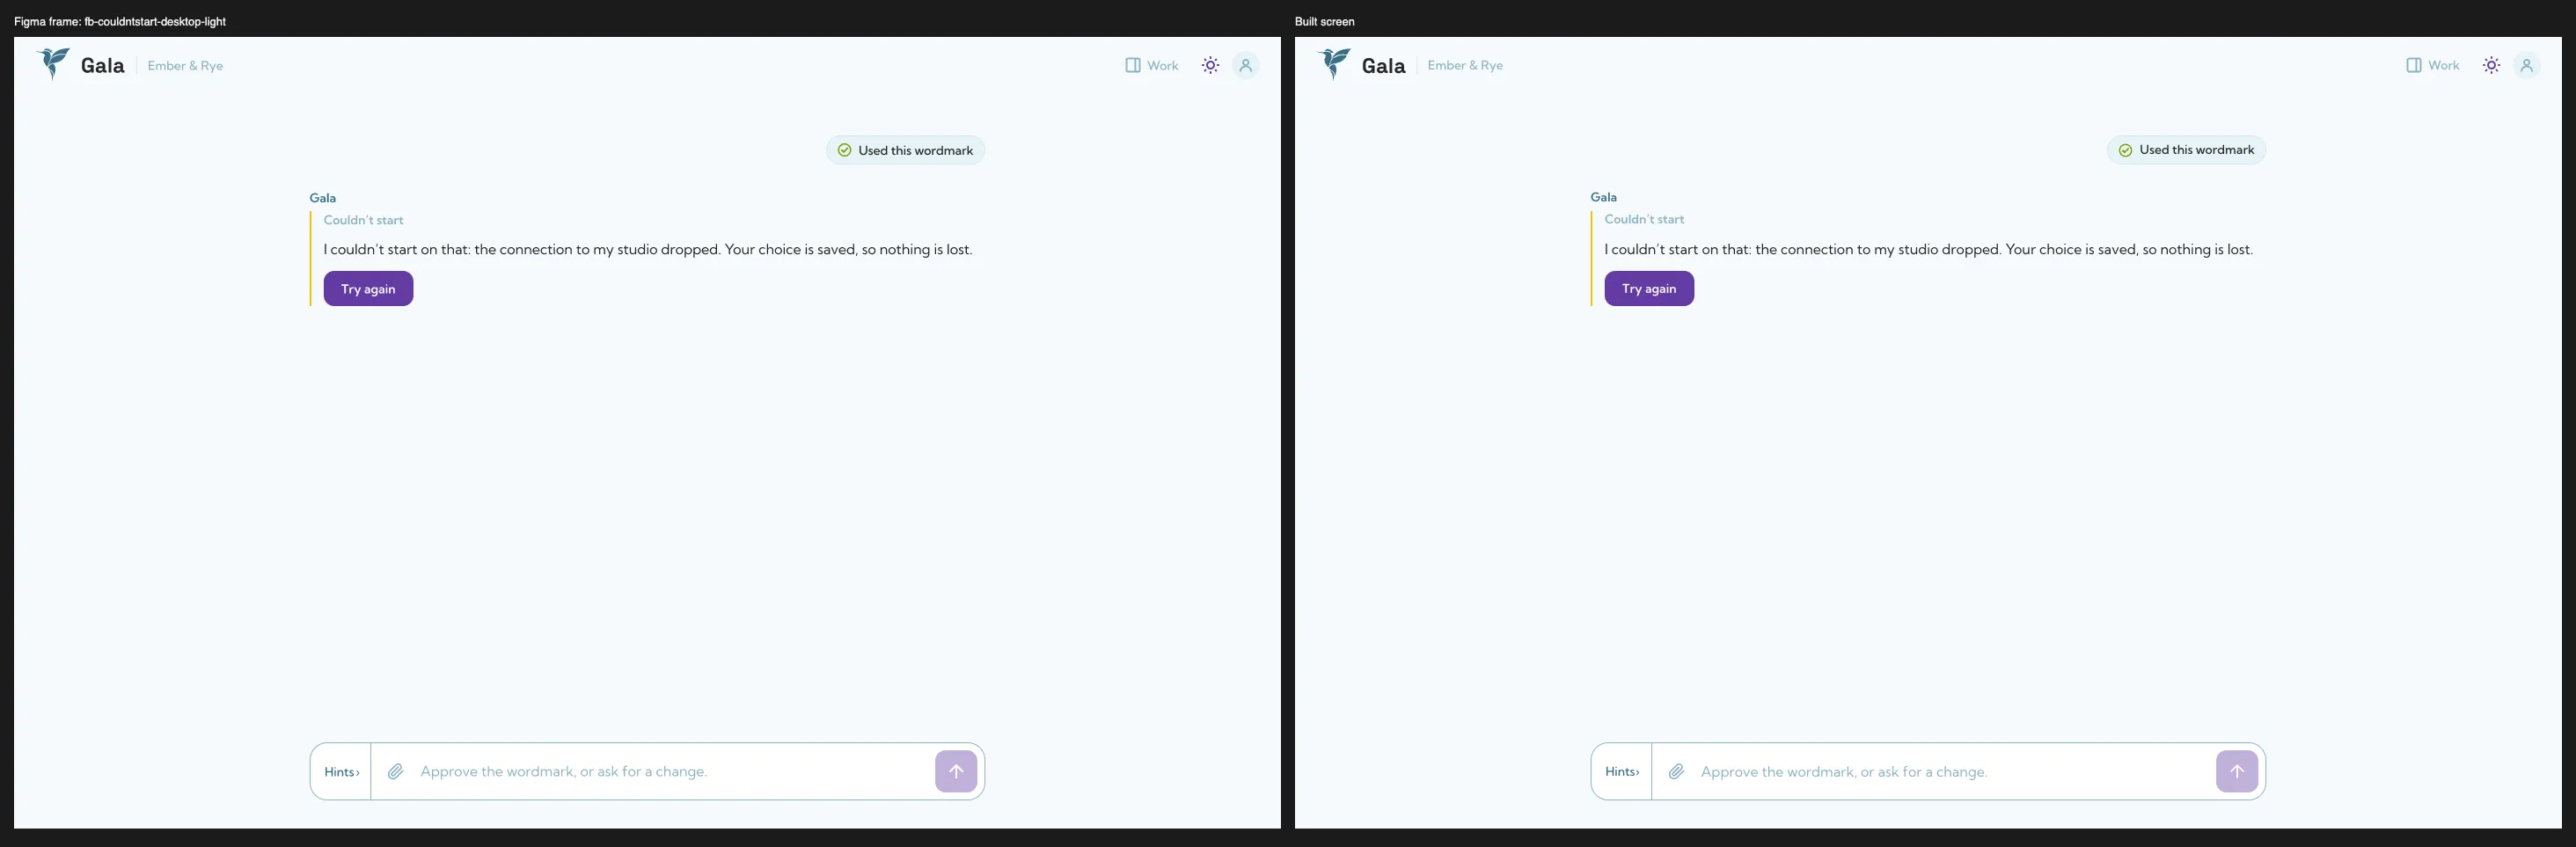 Figma frame: fb-couldntstart-desktop-light
Gala
Ember & Rye
Work
Used this wordmark
Gala
Couldn’t start
I couldn’t start on that: the connection to my studio dropped. Your choice is saved, so nothing is lost.
Try again
Hints›
Approve the wordmark, or ask for a change.
Built screen
Gala
Ember & Rye
Work
Used this wordmark
Gala
Couldn’t start
I couldn’t start on that: the connection to my studio dropped. Your choice is saved, so nothing is lost.
Try again
Hints›
Approve the wordmark, or ask for a change.